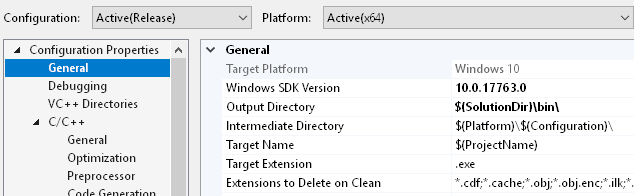 Configuration: Active(Release) Platform: Active(x64)
Configuration Properties
General
Debugging
VC++ Directories
C/C++
General
Optimization
Preprocessor
Code Generation
General
Target Platform Windows 10
Windows SDK Version 10.0.17763.0
Output Directory $(SolutionDir)\bin\
Intermediate Directory $(Platform)\$(Configuration)\
Target Name $(ProjectName)
Target Extension .exe
Extensions to Delete on Clean *.cdf;*.cache;*.obj;*.obj.enc;*.ilk;*.